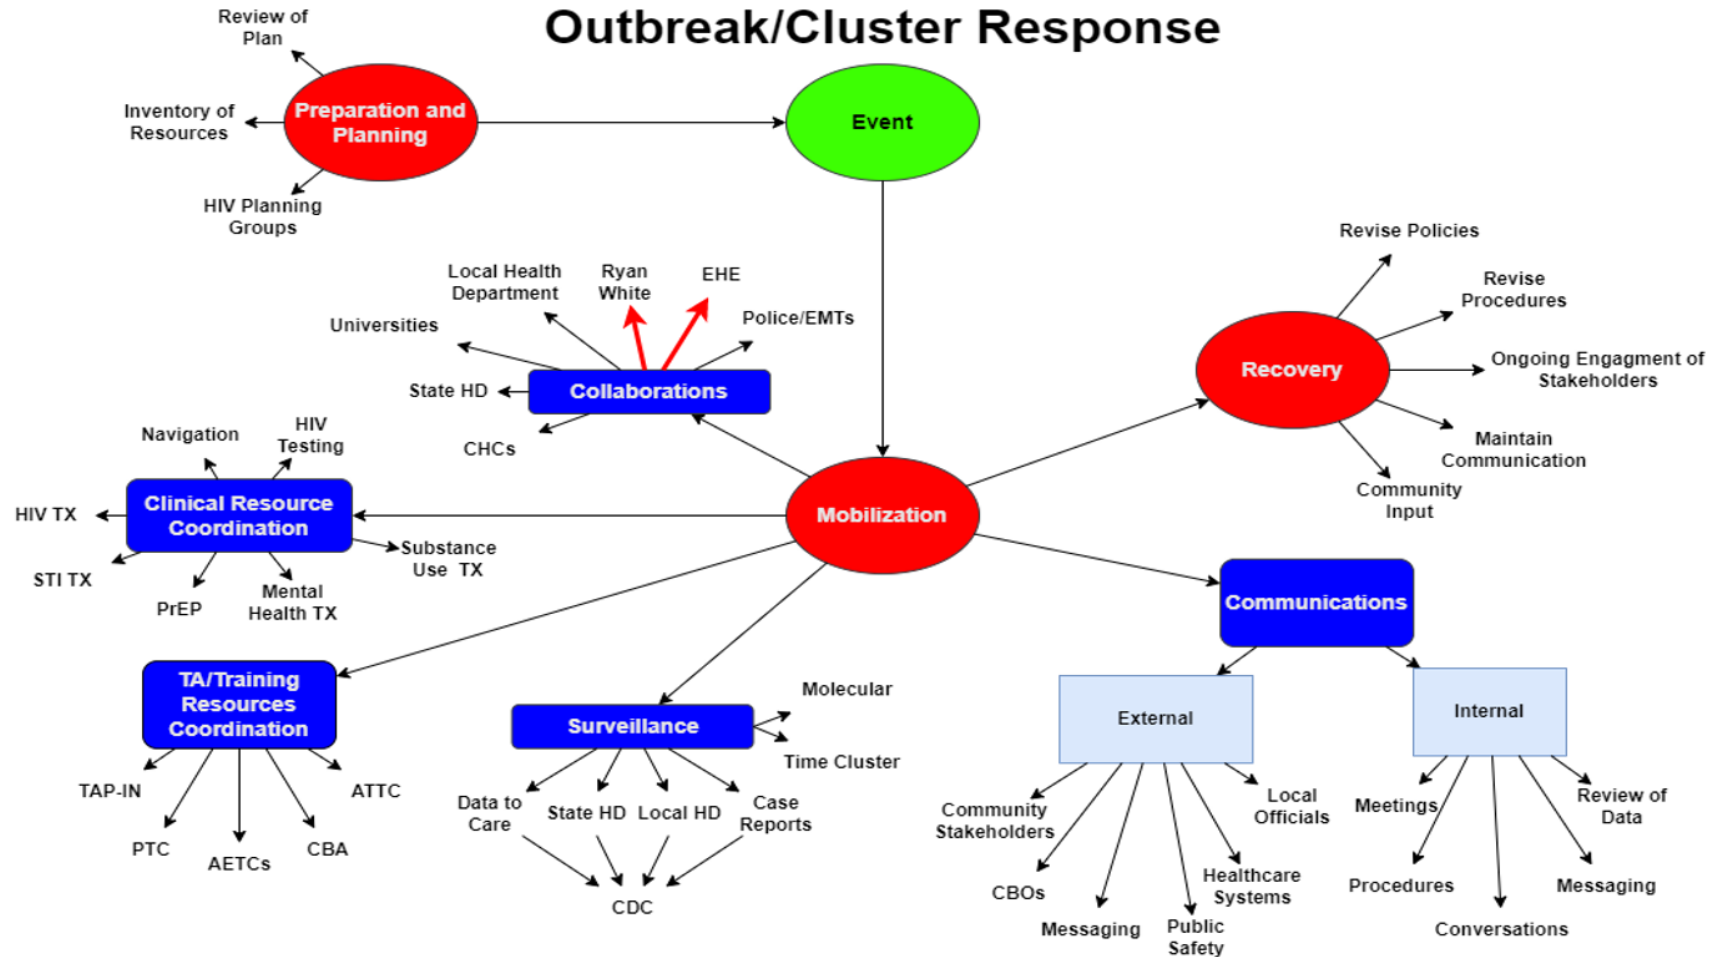 Outbreak/Cluster Response
Review of
Plan
Inventory of
Resources
Preparation and
Planning
HIV Planning
Groups
Event
Revise Policies
Revise
Procedures
Recovery
Ongoing Engagment of
Stakeholders
Maintain
Communication
Community
Input
Local Health
Department
Ryan
White
EHE
Universities
Police/EMTs
State HD
Collaborations
CHCs
Navigation
HIV
Testing
HIV TX
Clinical Resource
Coordination
STI TX
PrEP
Mental
Health TX
Substance
Use TX
Mobilization
Communications
TA/Training
Resources
Coordination
TAP-IN
PTC
AETCs
CBA
ATTC
Surveillance
Molecular
Time Cluster
Data to
Care
State HD
Local HD
Case
Reports
CDC
External
Community
Stakeholders
CBOs
Messaging
Public
Safety
Healthcare
Systems
Local
Officials
Internal
Meetings
Procedures
Conversations
Messaging
Review of
Data